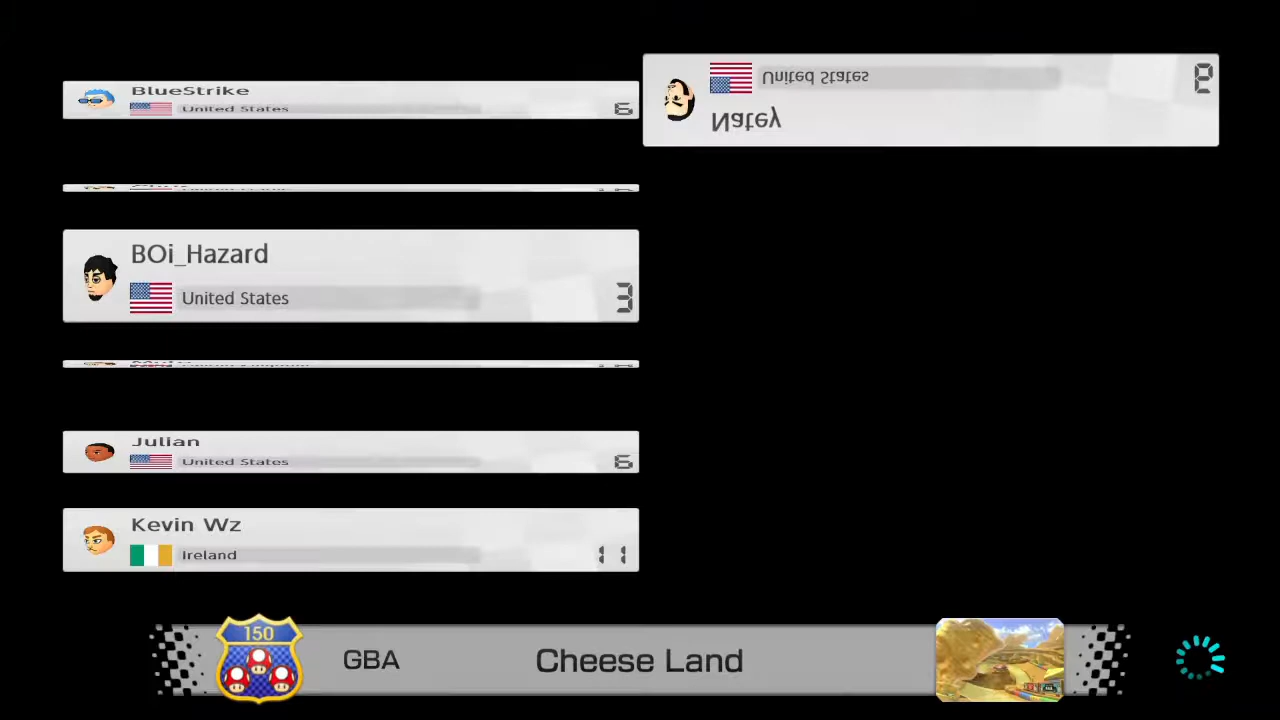 BlueStrike
United States
6
BOi_Hazard
United States
3
Julian
United States
6
Kevin Wz
Ireland
11
Natey
United States
150
GBA
Cheese Land